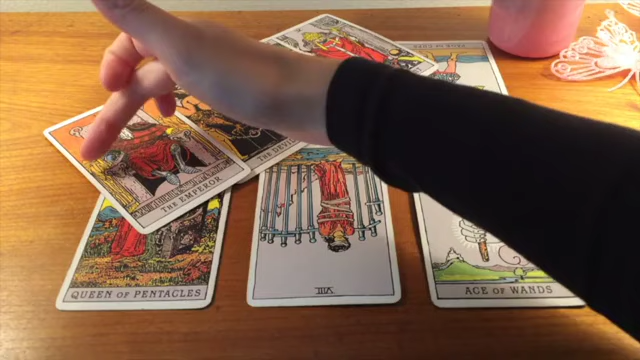 THE DEVIL
THE EMPEROR
QUEEN OF PENTACLES
VIII
ACE OF WANDS